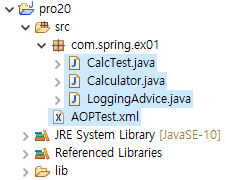 pro20
src
com.spring.ex01
CalcTest.java
Calculator.java
LoggingAdvice.java
AOPTest.xml
JRE System Library [JavaSE-10]
Referenced Libraries
lib